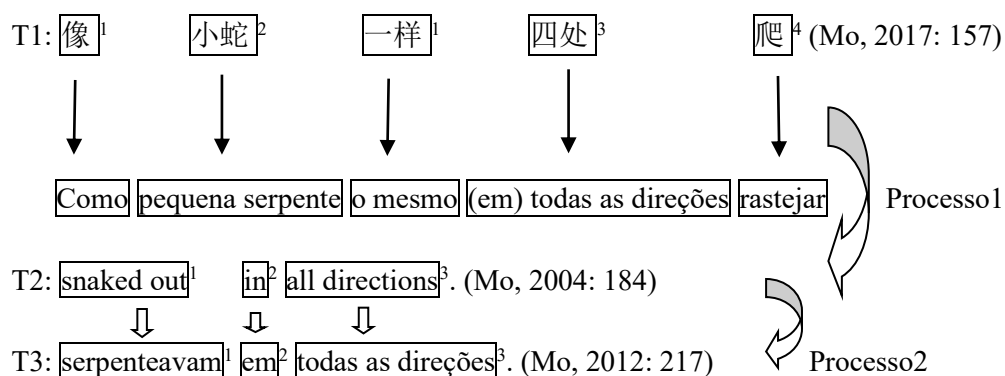 T1: 像¹ 小蛇² 一样¹ 四处³ 爬⁴ (Mo, 2017: 157)
Como pequena serpente o mesmo (em) todas as direções rastejar Processo1
T2: snaked out¹ in² all directions³. (Mo, 2004: 184)
T3: serpenteavam¹ em² todas as direções³. (Mo, 2012: 217) Processo2